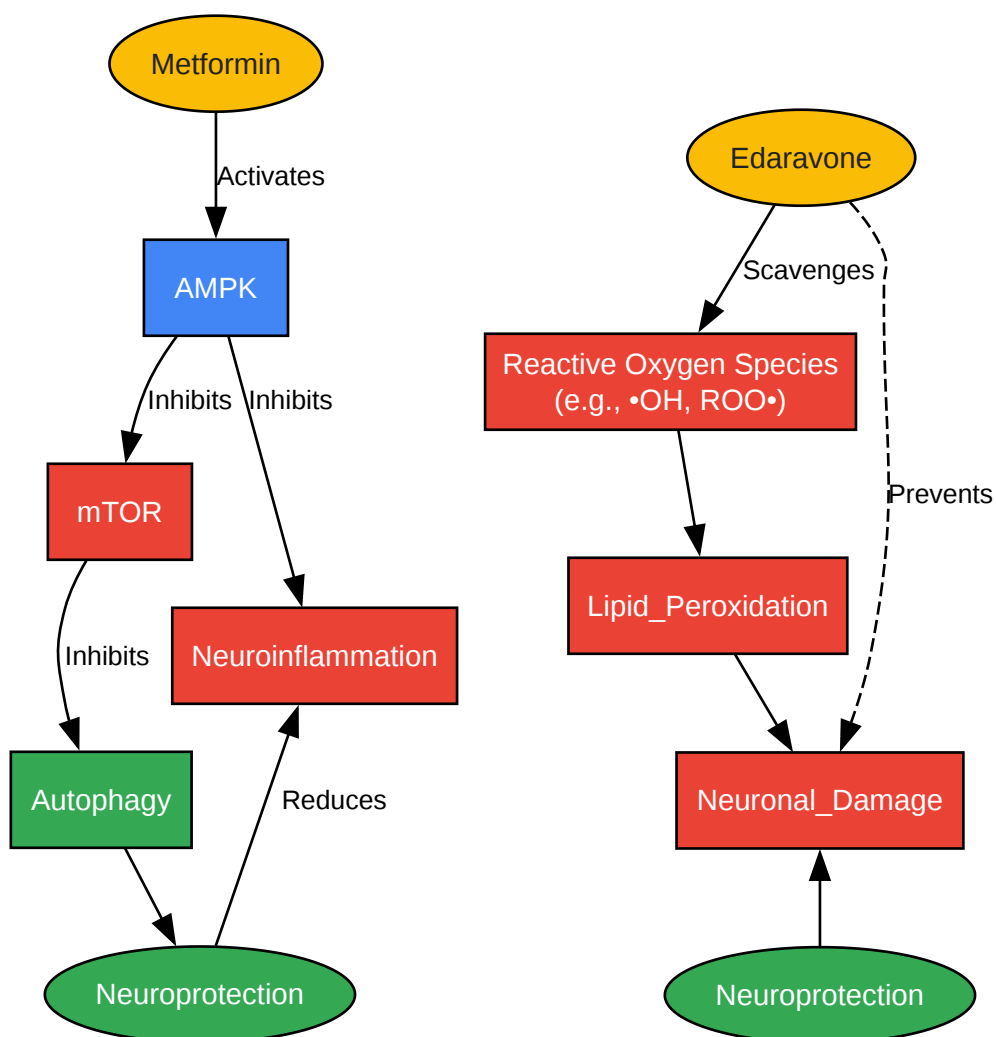 Metformin
Activates
AMPK
Inhibits
Inhibits
mTOR
Inhibits
Neuroinflammation
Autophagy
Reduces
Neuroprotection
Edaravone
Scavenges
Reactive Oxygen Species
(e.g., •OH, ROO•)
Prevents
Lipid_Peroxidation
Neuronal_Damage
Neuroprotection